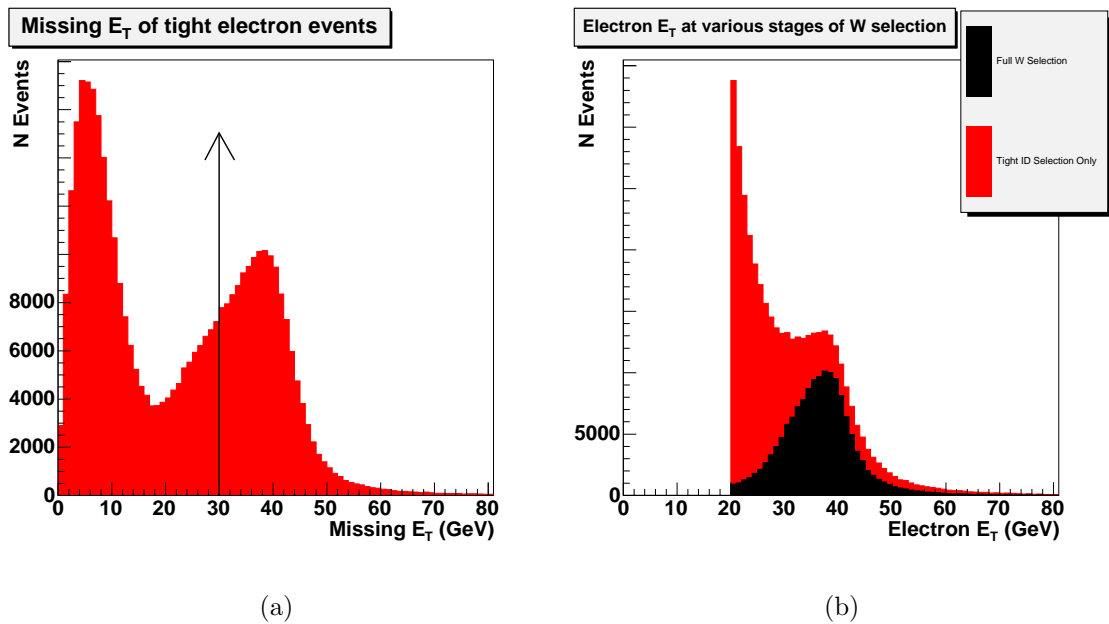 Missing E_T of tight electron events
N Events
8000
6000
4000
2000
0
0 10 20 30 40 50 60 70 80
Missing E_T (GeV)
(a)
Electron E_T at various stages of W selection
Full W Selection
Tight ID Selection Only
N Events
5000
0
0 10 20 30 40 50 60 70 80
Electron E_T (GeV)
(b)